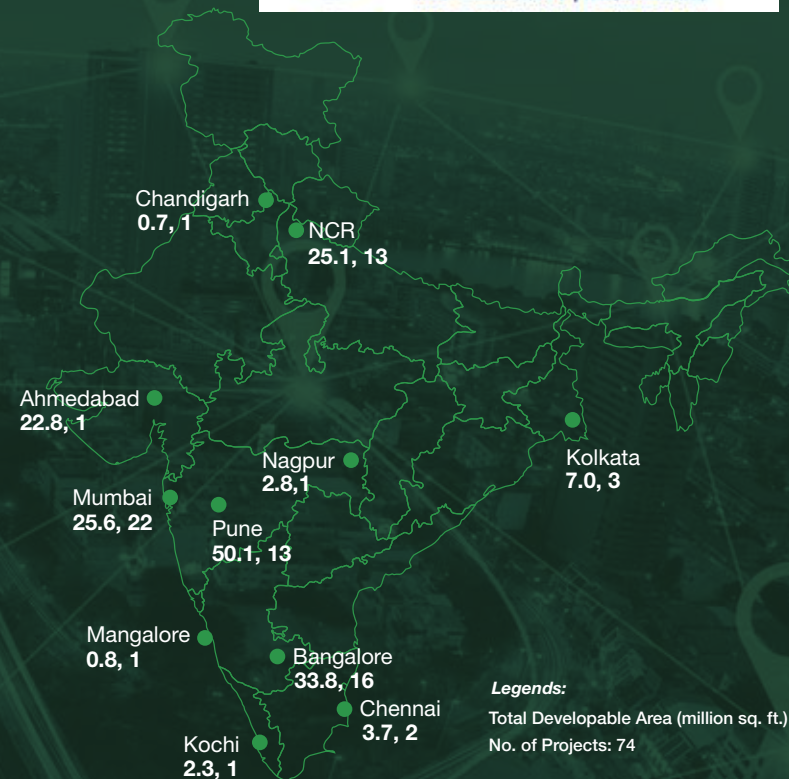 Chandigarh
0.7, 1
NCR
25.1, 13
Ahmedabad
22.8, 1
Nagpur
2.8,1
Kolkata
7.0, 3
Mumbai
25.6, 22
Pune
50.1, 13
Mangalore
0.8, 1
Bangalore
33.8, 16
Chennai
3.7, 2
Kochi
2.3, 1
Legends:
Total Developable Area (million sq. ft.)
No. of Projects: 74